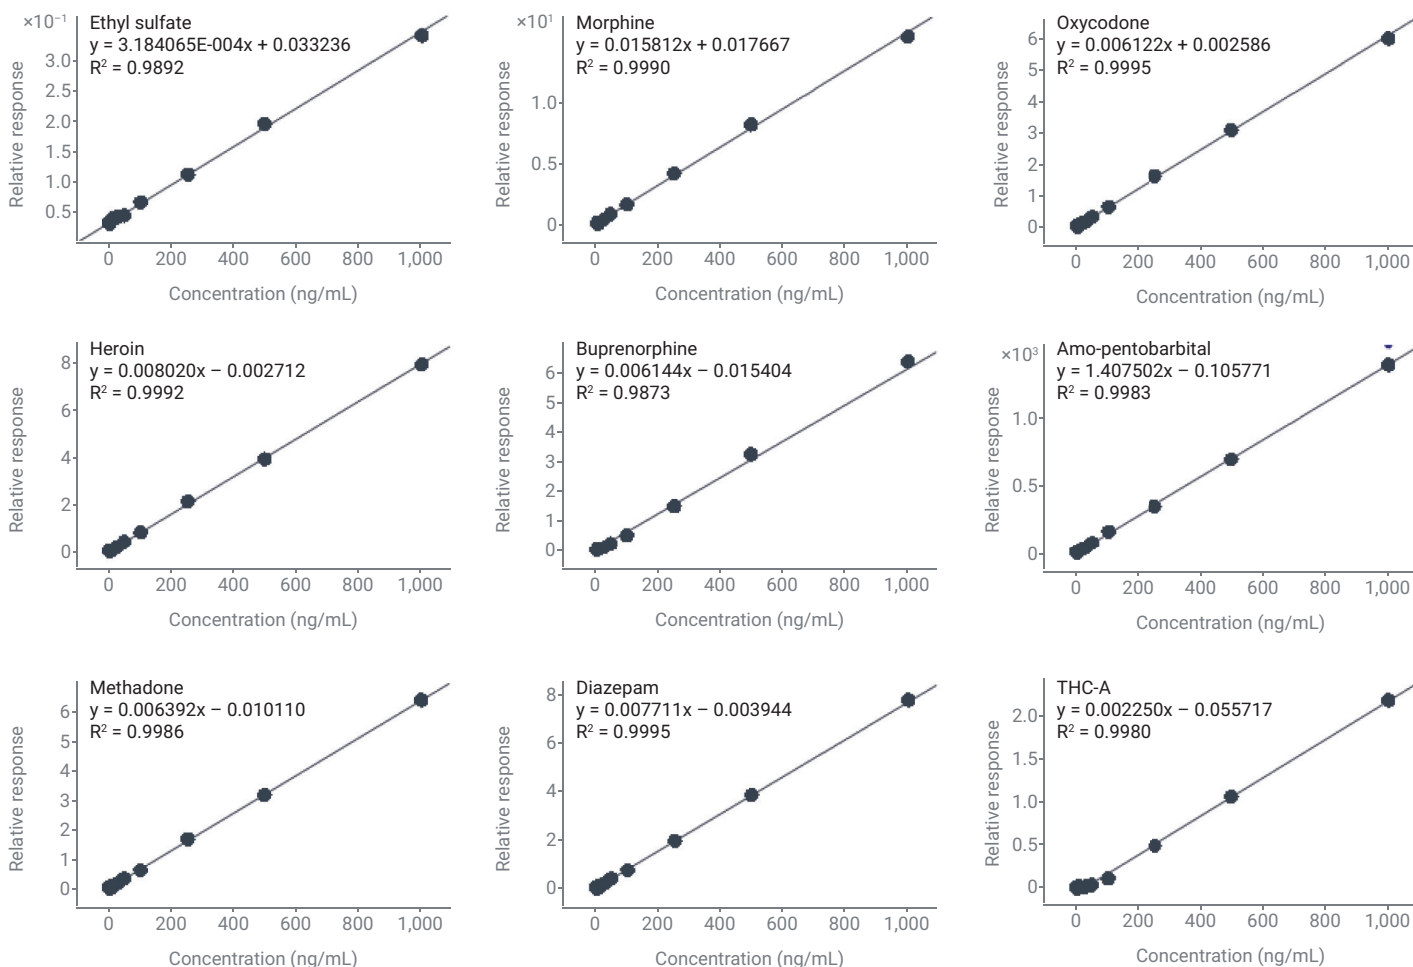 ×10⁻¹
Ethyl sulfate
y = 3.184065E-004x + 0.033236
R² = 0.9892
Relative response
3.0
2.0
1.5
1.0
0.5
0 200 400 600 800 1,000
Concentration (ng/mL)
×10¹
Morphine
y = 0.015812x + 0.017667
R² = 0.9990
Relative response
1.0
0.5
0
0 200 400 600 800 1,000
Concentration (ng/mL)
Oxycodone
y = 0.006122x + 0.002586
R² = 0.9995
Relative response
6
5
4
3
2
1
0
0 200 400 600 800 1,000
Concentration (ng/mL)
Heroin
y = 0.008020x − 0.002712
R² = 0.9992
Relative response
8
6
4
2
0
0 200 400 600 800 1,000
Concentration (ng/mL)
Buprenorphine
y = 0.006144x − 0.015404
R² = 0.9873
Relative response
6
5
4
3
2
1
0
0 200 400 600 800 1,000
Concentration (ng/mL)
×10³
Amo-pentobarbital
y = 1.407502x − 0.105771
R² = 0.9983
Relative response
1.0
0.5
0
0 200 400 600 800 1,000
Concentration (ng/mL)
Methadone
y = 0.006392x − 0.010110
R² = 0.9986
Relative response
6
5
4
3
2
1
0
0 200 400 600 800 1,000
Concentration (ng/mL)
Diazepam
y = 0.007711x − 0.003944
R² = 0.9995
Relative response
8
6
4
2
0
0 200 400 600 800 1,000
Concentration (ng/mL)
THC-A
y = 0.002250x − 0.055717
R² = 0.9980
Relative response
2.0
1.5
1.0
0.5
0
0 200 400 600 800 1,000
Concentration (ng/mL)